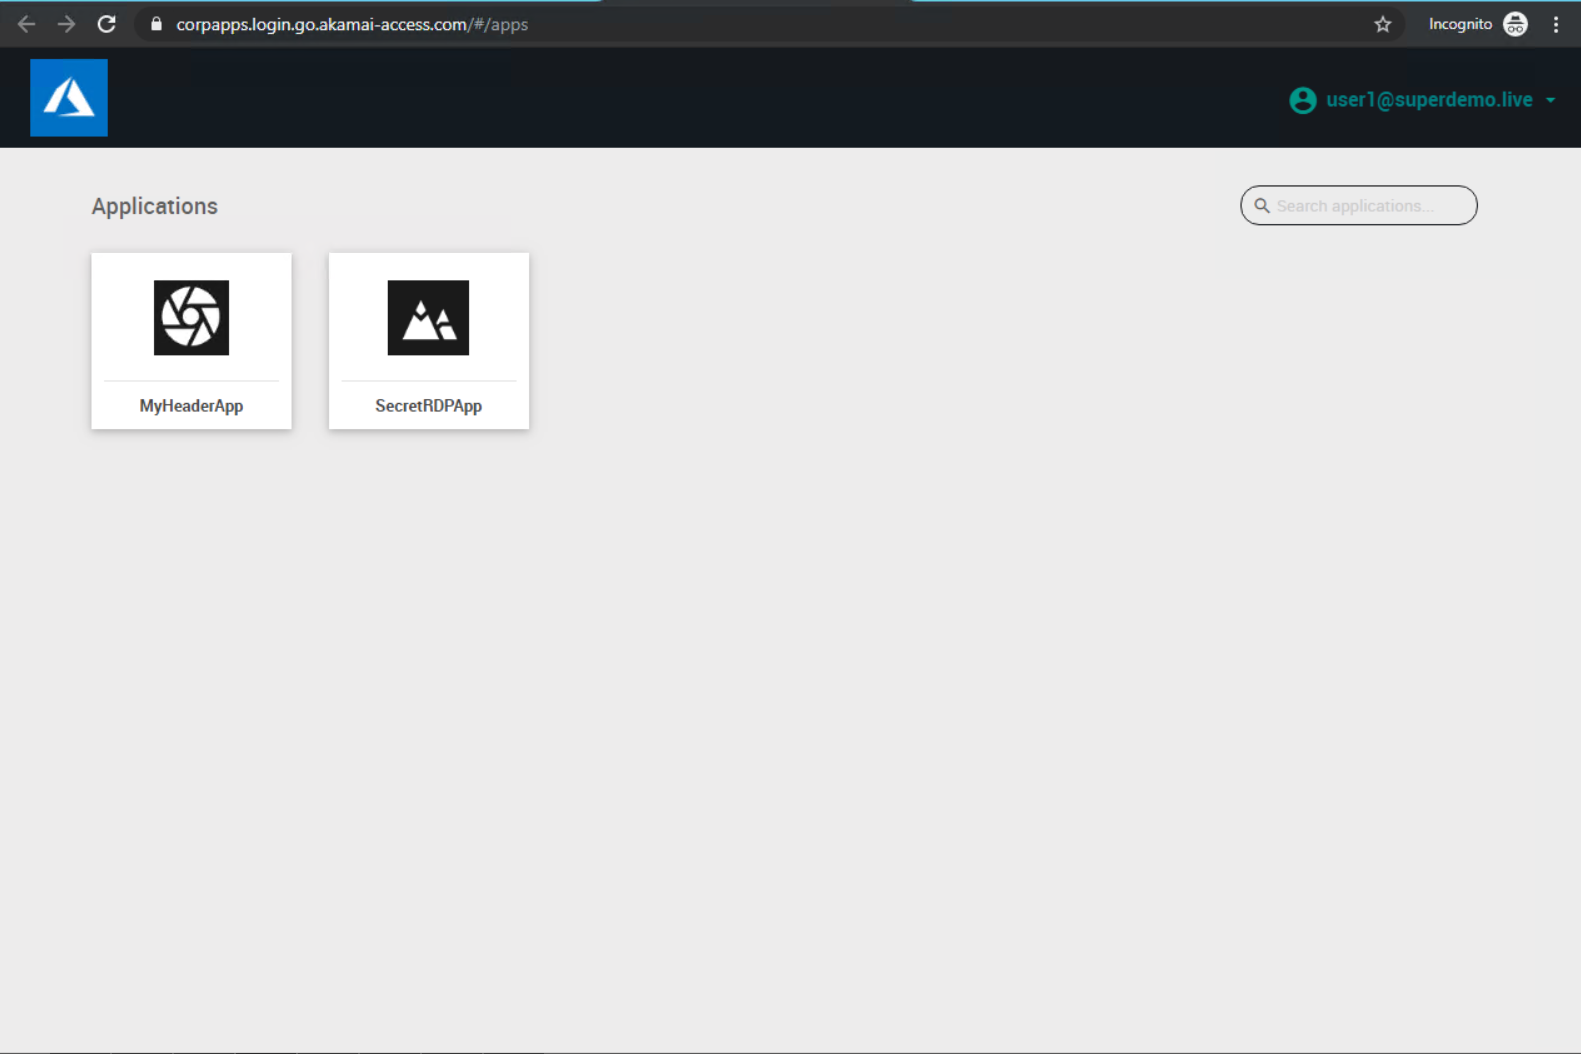 corpapps.login.go.akamai-access.com/#/apps
Incognito
user1@superdemo.live
Applications
Search applications...
MyHeaderApp
SecretRDPApp